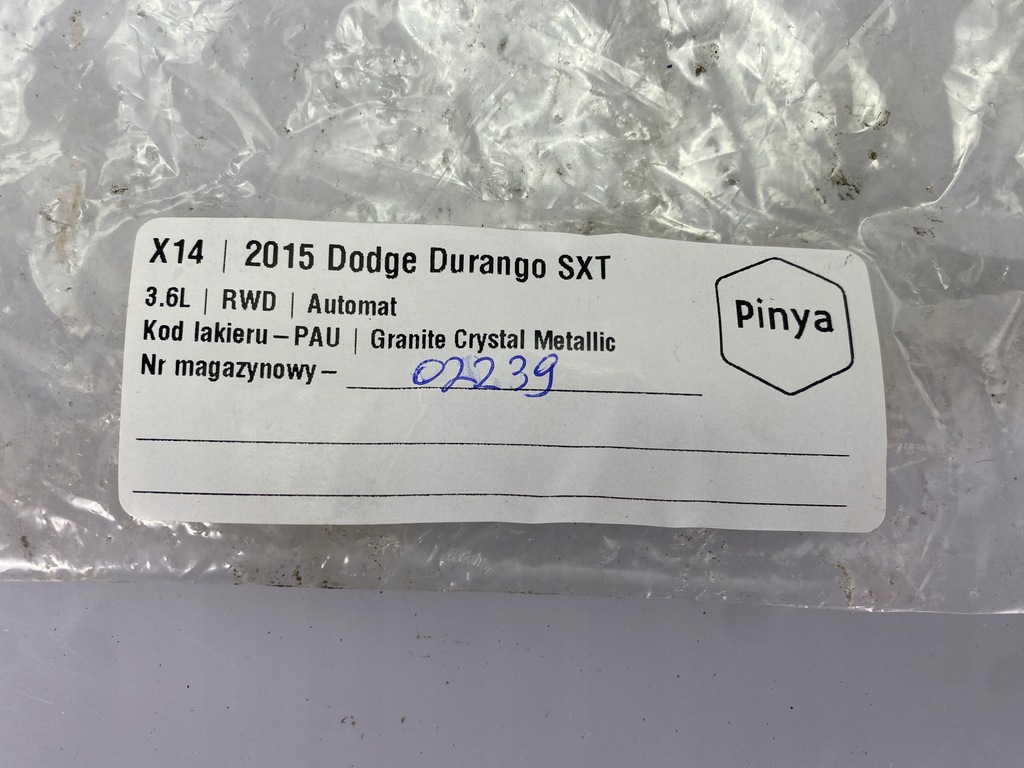 X14 | 2015 Dodge Durango SXT
3.6L | RWD | Automat
Kod lakieru – PAU | Granite Crystal Metallic
Nr magazynowy – 02239
Pinya